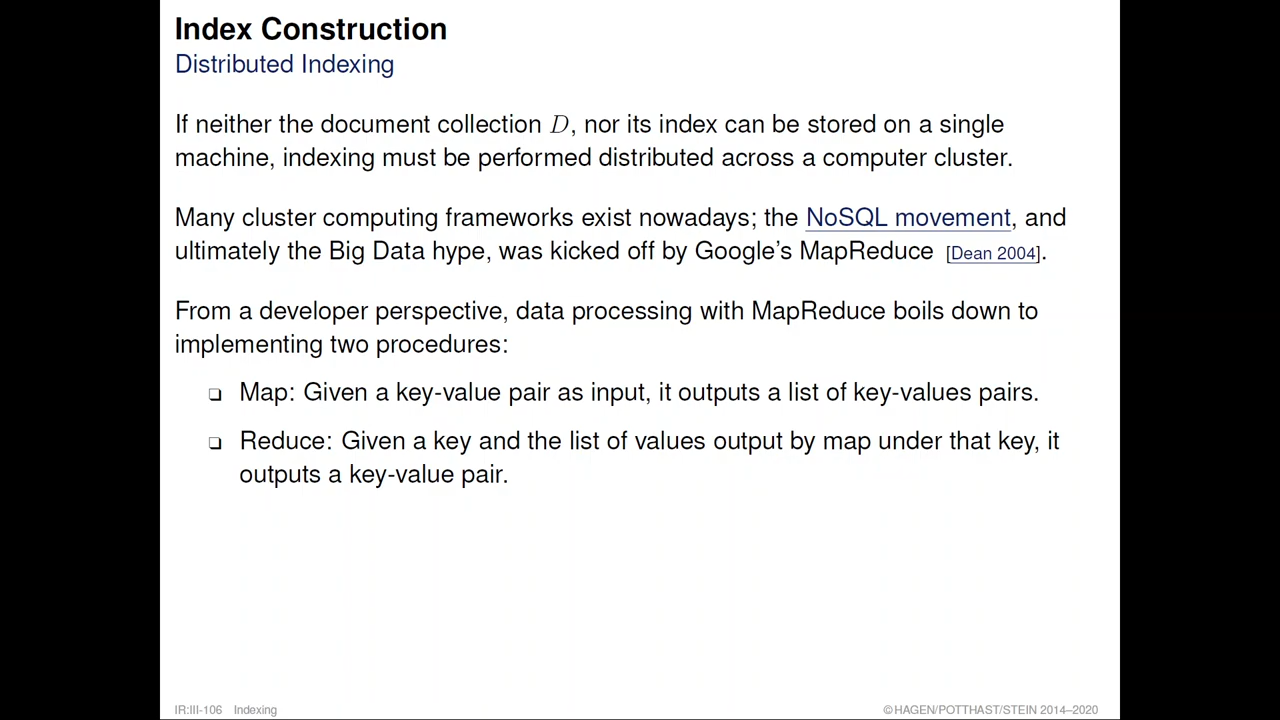 Index Construction
Distributed Indexing
If neither the document collection D, nor its index can be stored on a single
machine, indexing must be performed distributed across a computer cluster.
Many cluster computing frameworks exist nowadays; the NoSQL movement, and
ultimately the Big Data hype, was kicked off by Google's MapReduce [Dean 2004].
From a developer perspective, data processing with MapReduce boils down to
implementing two procedures:
❑ Map: Given a key-value pair as input, it outputs a list of key-values pairs.
❑ Reduce: Given a key and the list of values output by map under that key, it
outputs a key-value pair.
IR:III-106 Indexing ©HAGEN/POTTHAST/STEIN 2014–2020